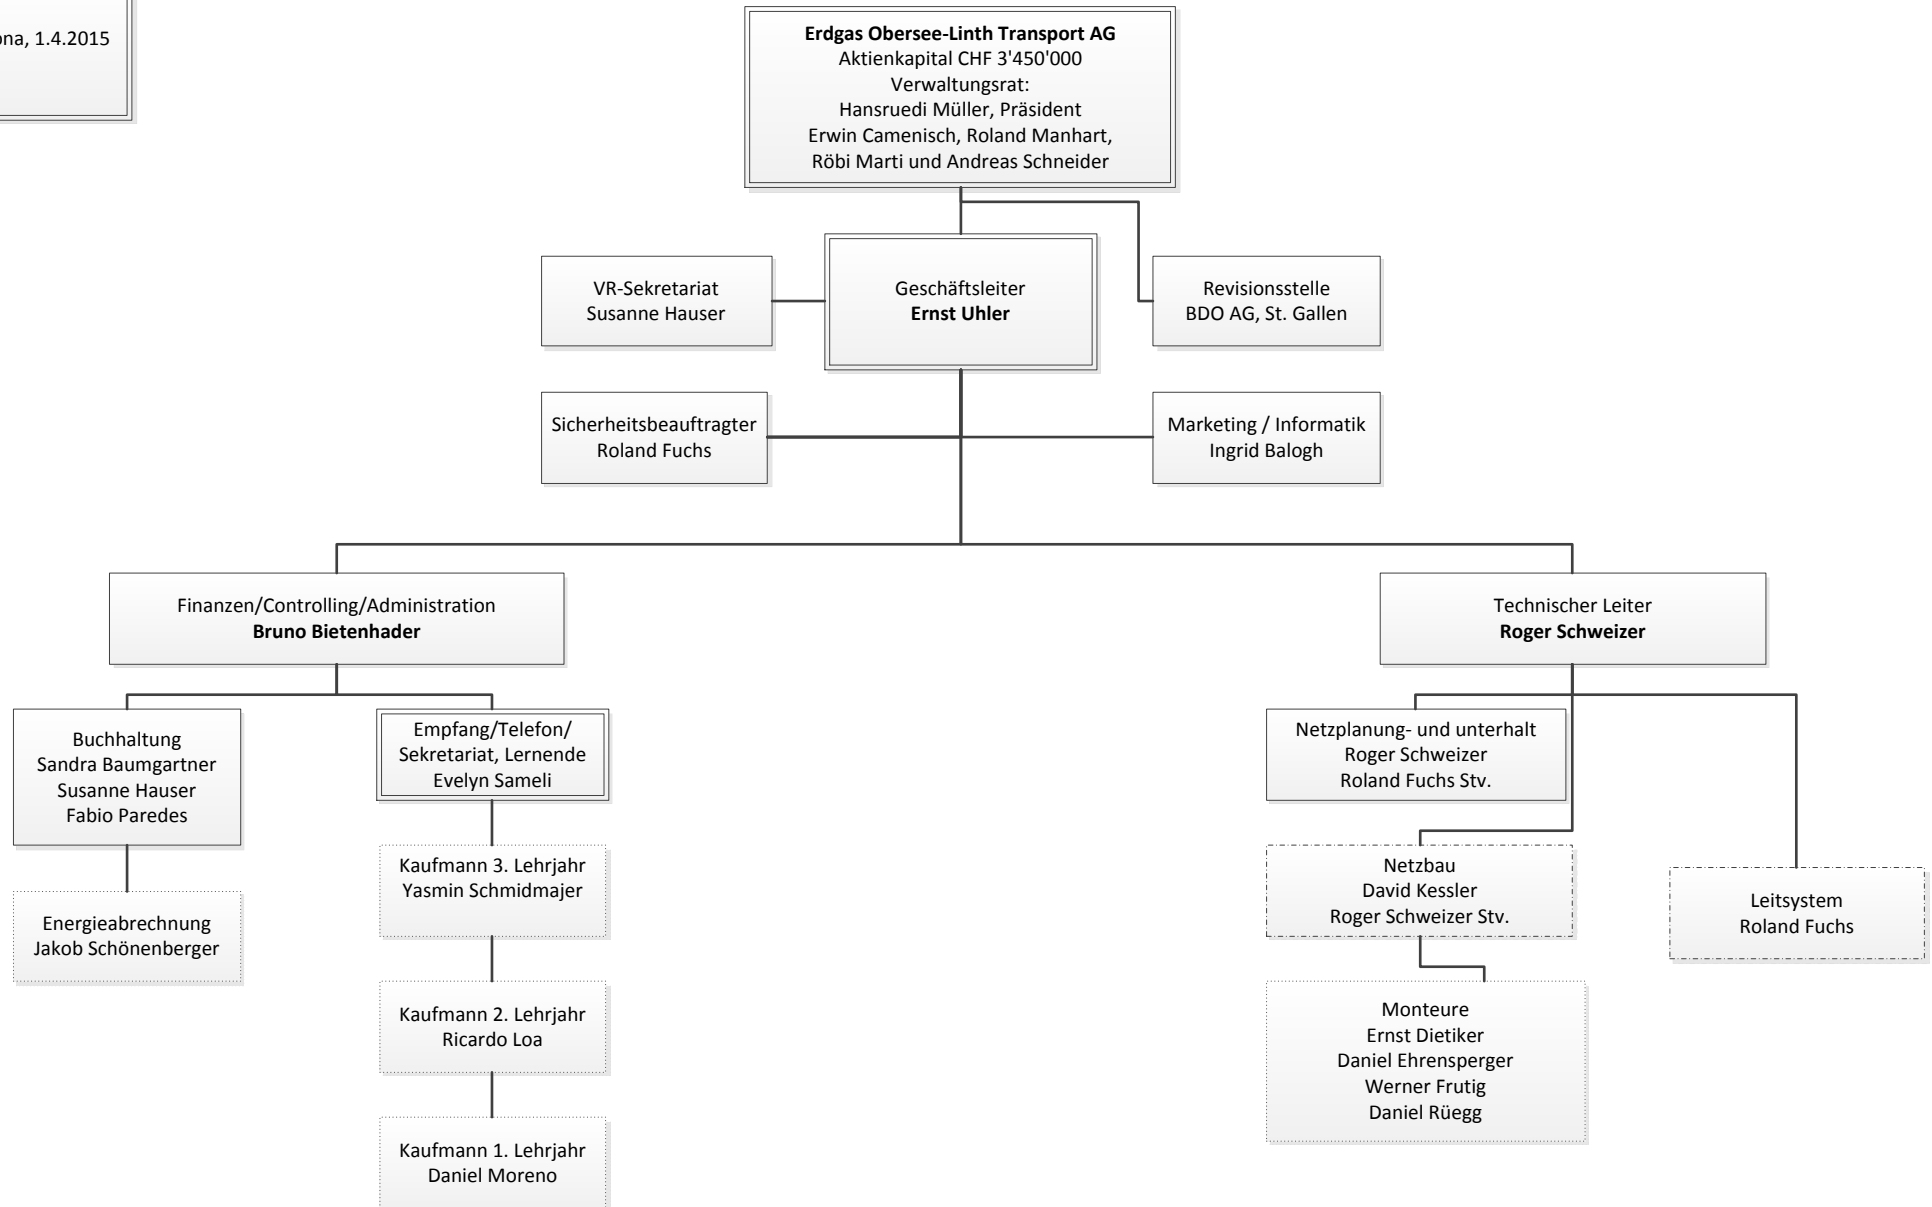 1.4.2015
Erdgas Obersee-Linth Transport AG
Aktienkapital CHF 3'450'000
Verwaltungsrat:
Hansruedi Müller, Präsident
Erwin Camenisch, Roland Manhart,
Röbi Marti und Andreas Schneider
VR-Sekretariat
Susanne Hauser
Geschäftsleiter
Ernst Uhler
Revisionsstelle
BDO AG, St. Gallen
Sicherheitsbeauftragter
Roland Fuchs
Marketing / Informatik
Ingrid Balogh
Finanzen/Controlling/Administration
Bruno Bietenhader
Technischer Leiter
Roger Schweizer
Buchhaltung
Sandra Baumgartner
Susanne Hauser
Fabio Paredes
Empfang/Telefon/
Sekretariat, Lernende
Evelyn Sameli
Netzplanung- und unterhalt
Roger Schweizer
Roland Fuchs Stv.
Kaufmann 3. Lehrjahr
Yasmin Schmidmajer
Netzbau
David Kessler
Roger Schweizer Stv.
Leitsystem
Roland Fuchs
Energieabrechnung
Jakob Schönenberger
Kaufmann 2. Lehrjahr
Ricardo Loa
Monteure
Ernst Dietiker
Daniel Ehrensperger
Werner Frutig
Daniel Rüegg
Kaufmann 1. Lehrjahr
Daniel Moreno